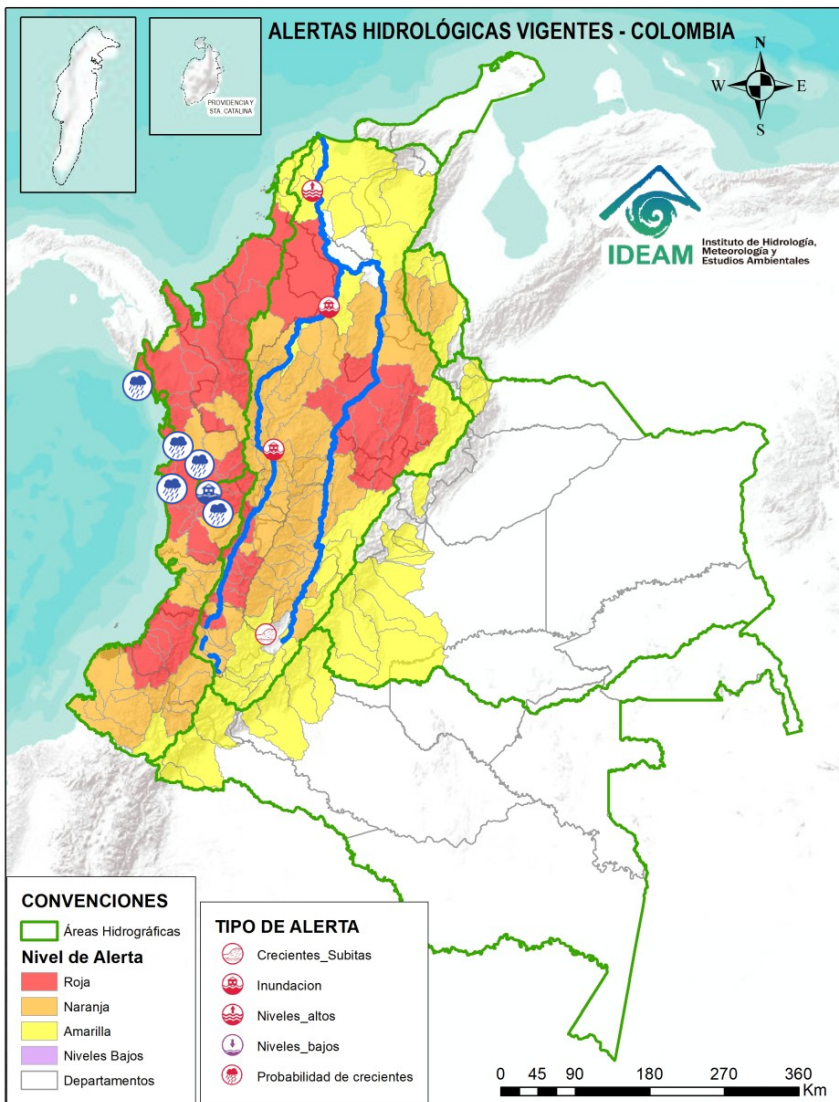 ALERTAS HIDROLÓGICAS VIGENTES - COLOMBIA
PROVIDENCIA Y
STA. CATALINA
N
W
E
S
IDEAM
Instituto de Hidrología,
Meteorología y
Estudios Ambientales
CONVENCIONES
Áreas Hidrográficas
Nivel de Alerta
Roja
Naranja
Amarilla
Niveles Bajos
Departamentos
TIPO DE ALERTA
Crecientes_Subitas
Inundacion
Niveles_altos
Niveles_bajos
Probabilidad de crecientes
0 45 90 180 270 360
Km